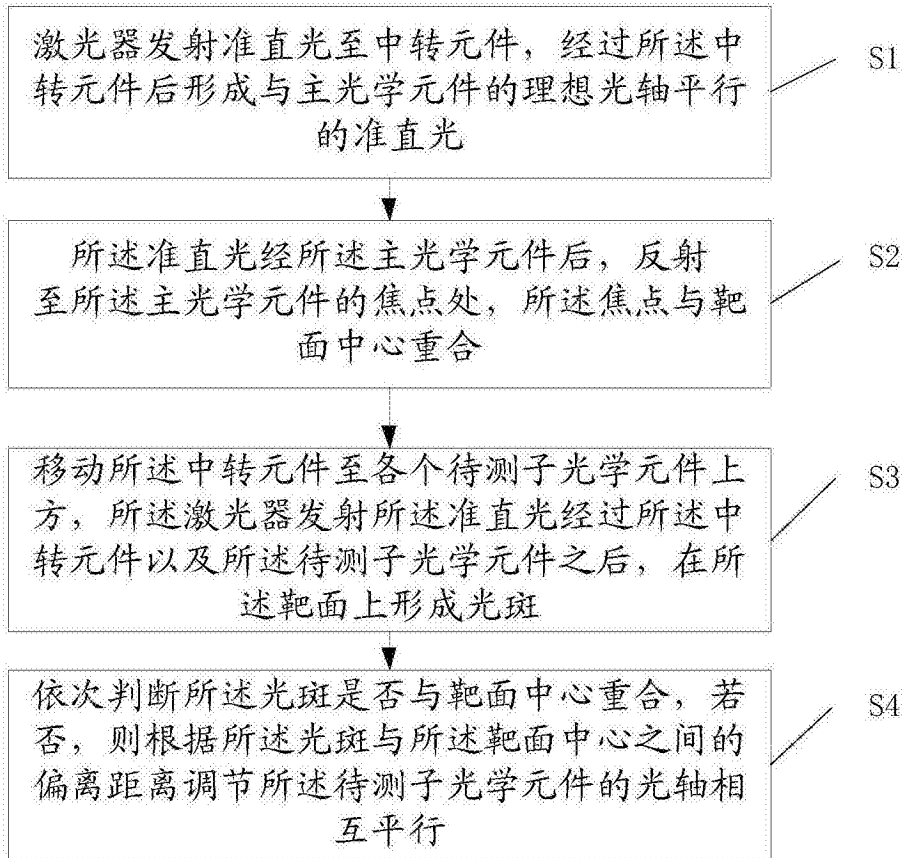 激光器发射准直光至中转元件，经过所述中
转元件后形成与主光学元件的理想光轴平行
的准直光
S1
所述准直光经所述主光学元件后，反射
至所述主光学元件的焦点处，所述焦点与靶
面中心重合
S2
移动所述中转元件至各个待测子光学元件上
方，所述激光器发射所述准直光经过所述中
转元件以及所述待测子光学元件之后，在所
述靶面上形成光斑
S3
依次判断所述光斑是否与靶面中心重合，若
否，则根据所述光斑与所述靶面中心之间的
偏离距离调节所述待测子光学元件的光轴相
互平行
S4